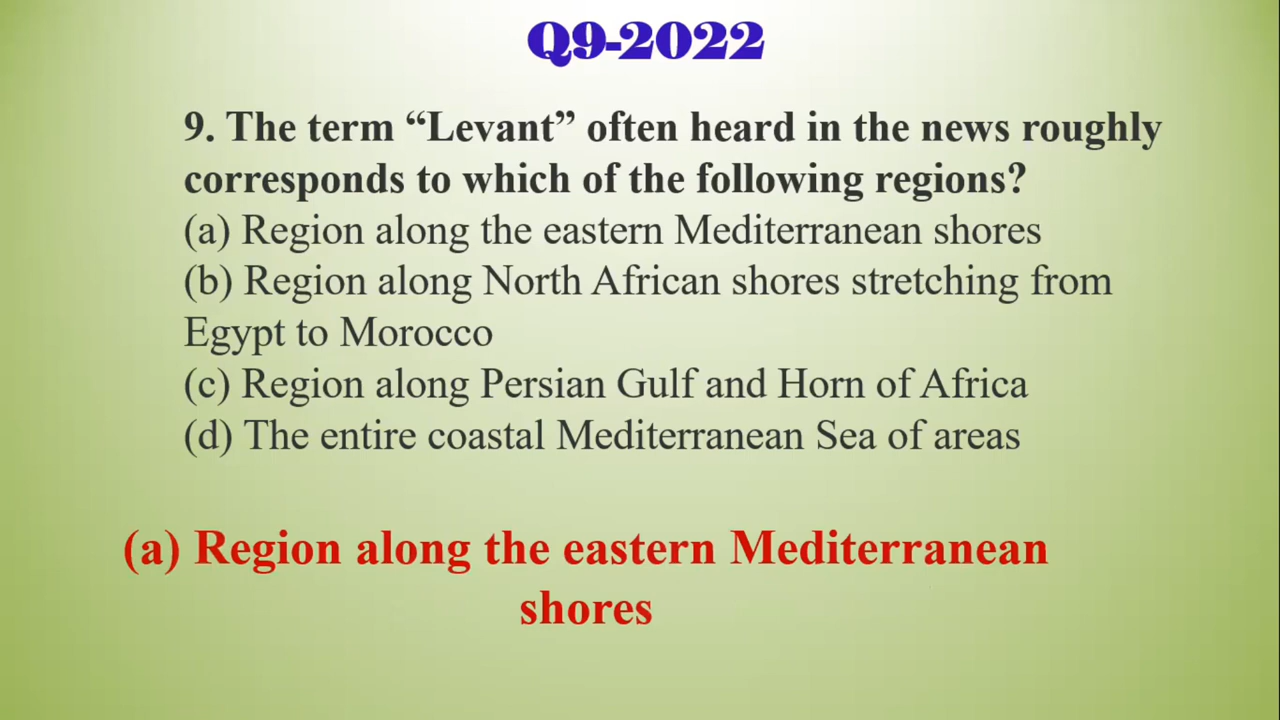 Q9-2022
9. The term “Levant” often heard in the news roughly
corresponds to which of the following regions?
(a) Region along the eastern Mediterranean shores
(b) Region along North African shores stretching from
Egypt to Morocco
(c) Region along Persian Gulf and Horn of Africa
(d) The entire coastal Mediterranean Sea of areas
(a) Region along the eastern Mediterranean
shores